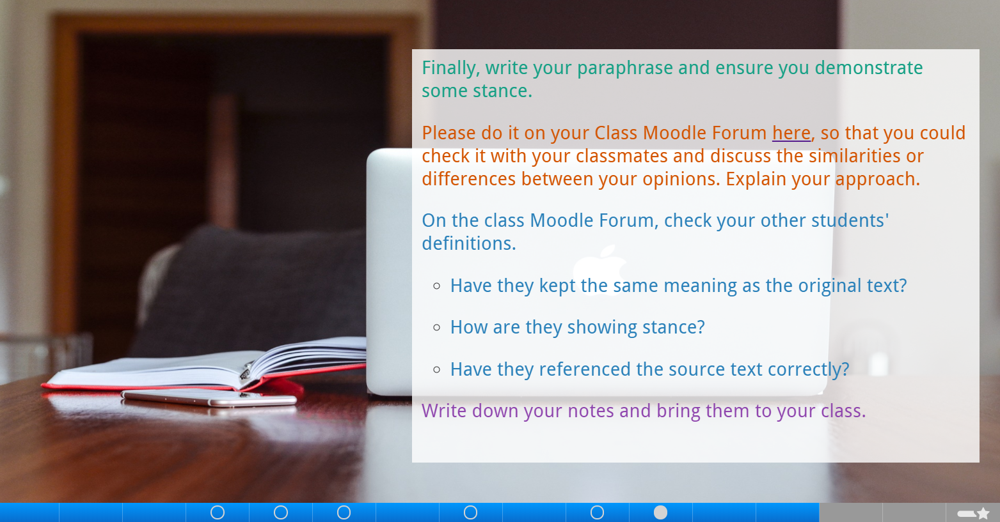 Finally, write your paraphrase and ensure you demonstrate
some stance.
Please do it on your Class Moodle Forum here, so that you could
check it with your classmates and discuss the similarities or
differences between your opinions. Explain your approach.
On the class Moodle Forum, check your other students'
definitions.
Have they kept the same meaning as the original text?
How are they showing stance?
Have they referenced the source text correctly?
Write down your notes and bring them to your class.